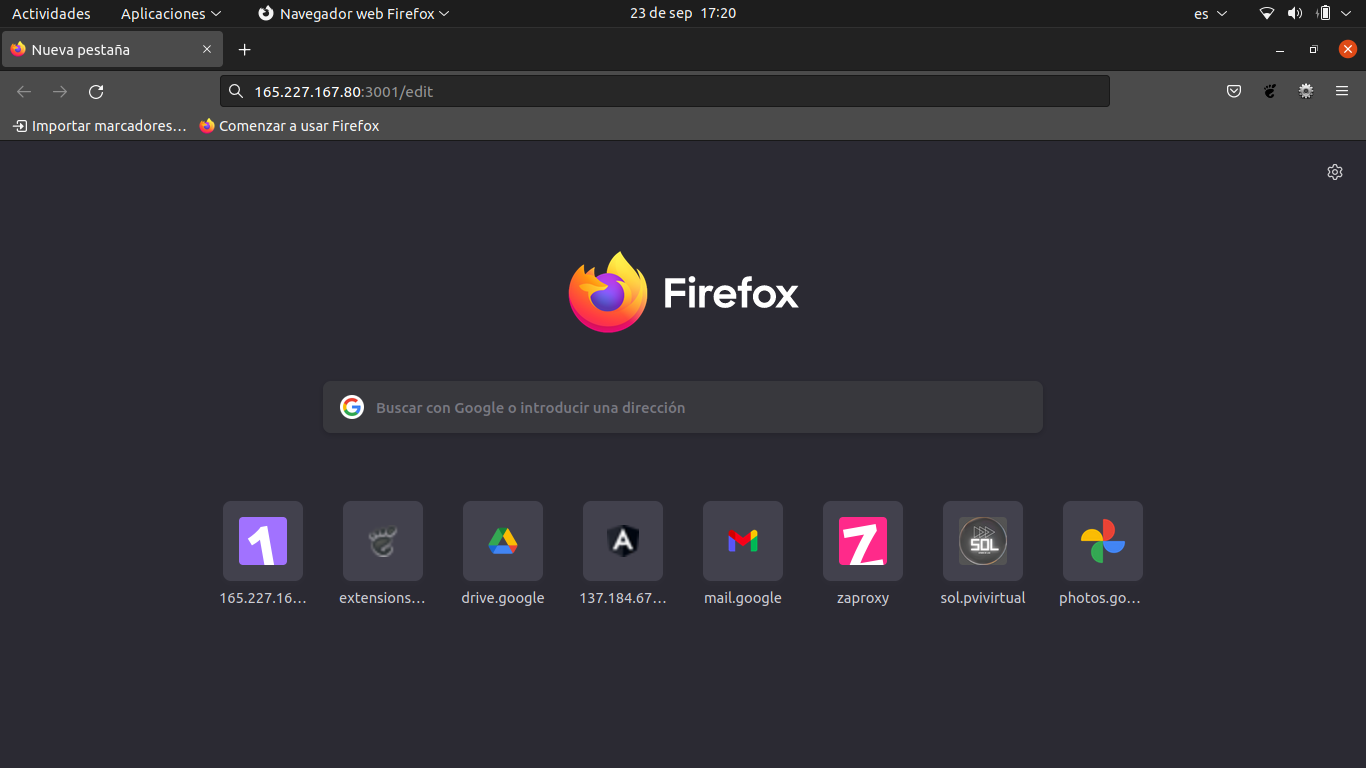 Actividades Aplicaciones Navegador web Firefox 23 de sep 17:20 es
Nueva pestaña
165.227.167.80:3001/edit
Importar marcadores... Comenzar a usar Firefox
Firefox
Buscar con Google o introducir una dirección
1 A Z SOL
165.227.16... extensions... drive.google 137.184.67... mail.google zaproxy sol.pvivirtual photos.go...